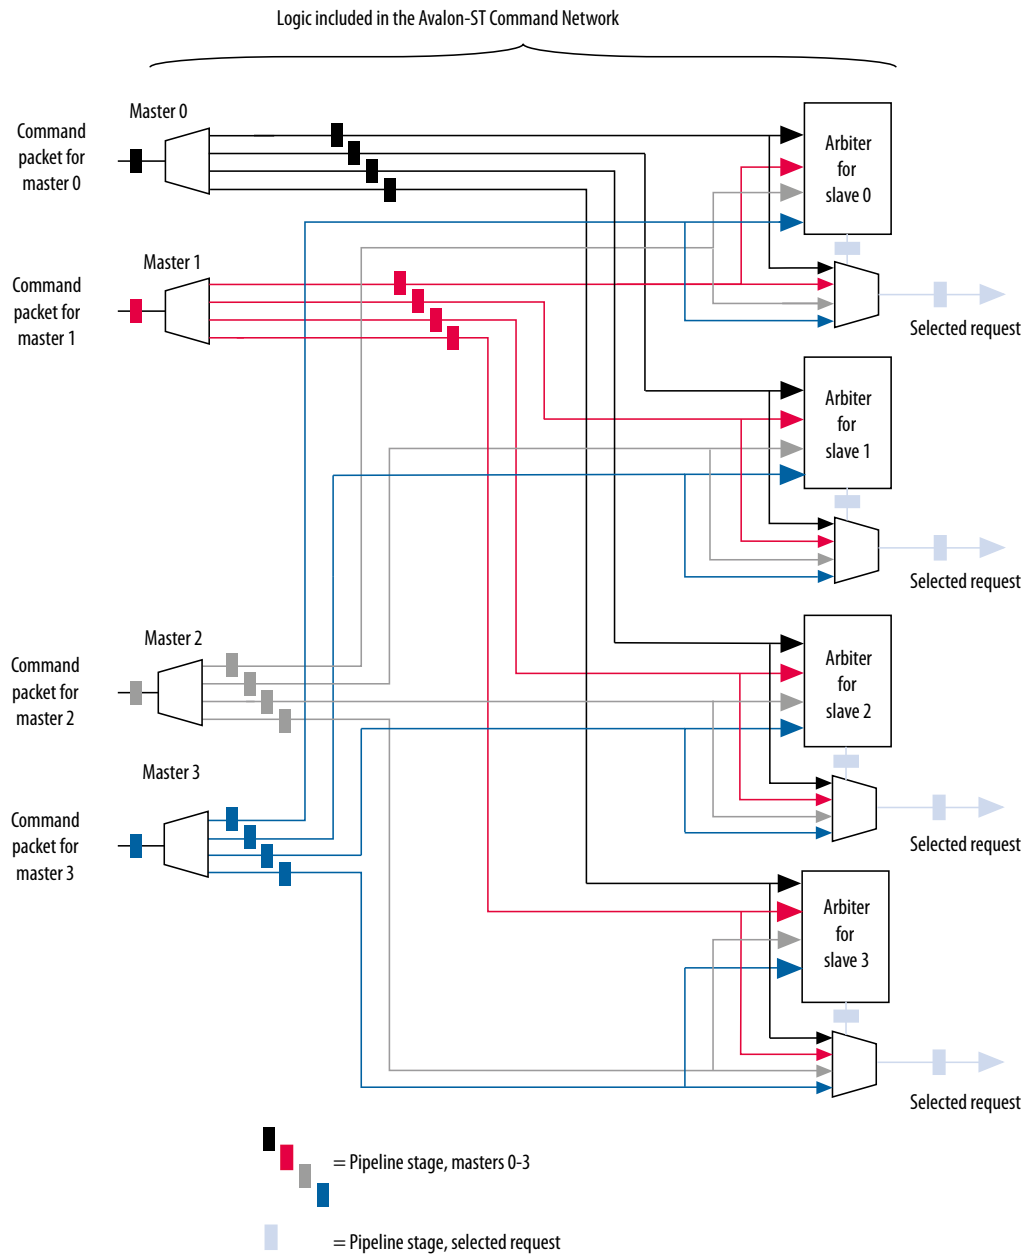 Logic included in the Avalon-ST Command Network
Master 0
Command
packet for
master 0
Arbiter
for
slave 0
Master 1
Command
packet for
master 1
Selected request
Arbiter
for
slave 1
Selected request
Master 2
Command
packet for
master 2
Arbiter
for
slave 2
Master 3
Command
packet for
master 3
Selected request
Arbiter
for
slave 3
Selected request
= Pipeline stage, masters 0-3
= Pipeline stage, selected request